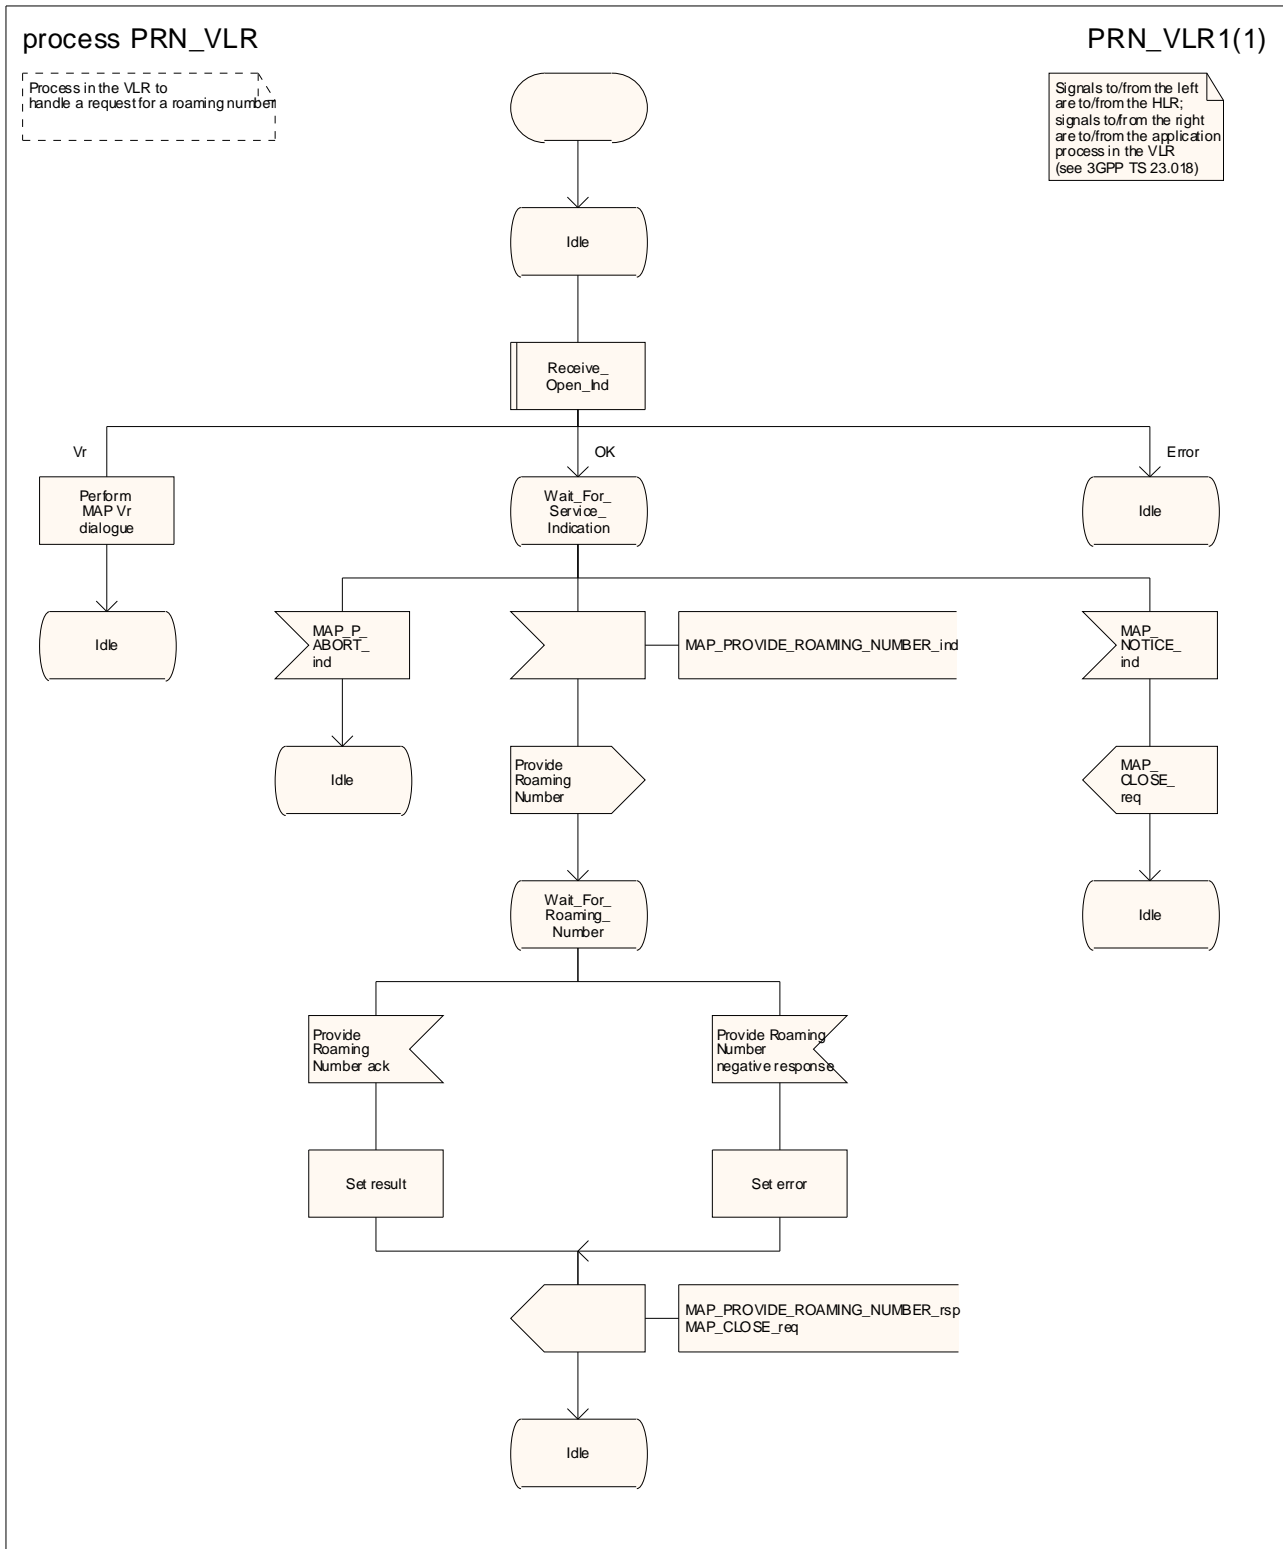 process PRN_VLR
PRN_VLR1(1)
Process in the VLR to
handle a request for a roaming number
Signals to/from the left
are to/from the HLR;
signals to/from the right
are to/from the application
process in the VLR
(see 3GPP TS 23.018)
Idle
Receive_
Open_Ind
Vr
OK
Error
Perform
MAP Vr
dialogue
Wait_For_
Service_
Indication
Idle
Idle
MAP_P_
ABORT_
ind
MAP_PROVIDE_ROAMING_NUMBER_ind
MAP_
NOTICE_
ind
Idle
Provide
Roaming
Number
MAP_
CLOSE_
req
Wait_For_
Roaming_
Number
Idle
Provide
Roaming
Number ack
Provide Roaming
Number
negative response
Set result
Set error
MAP_PROVIDE_ROAMING_NUMBER_rsp
MAP_CLOSE_req
Idle